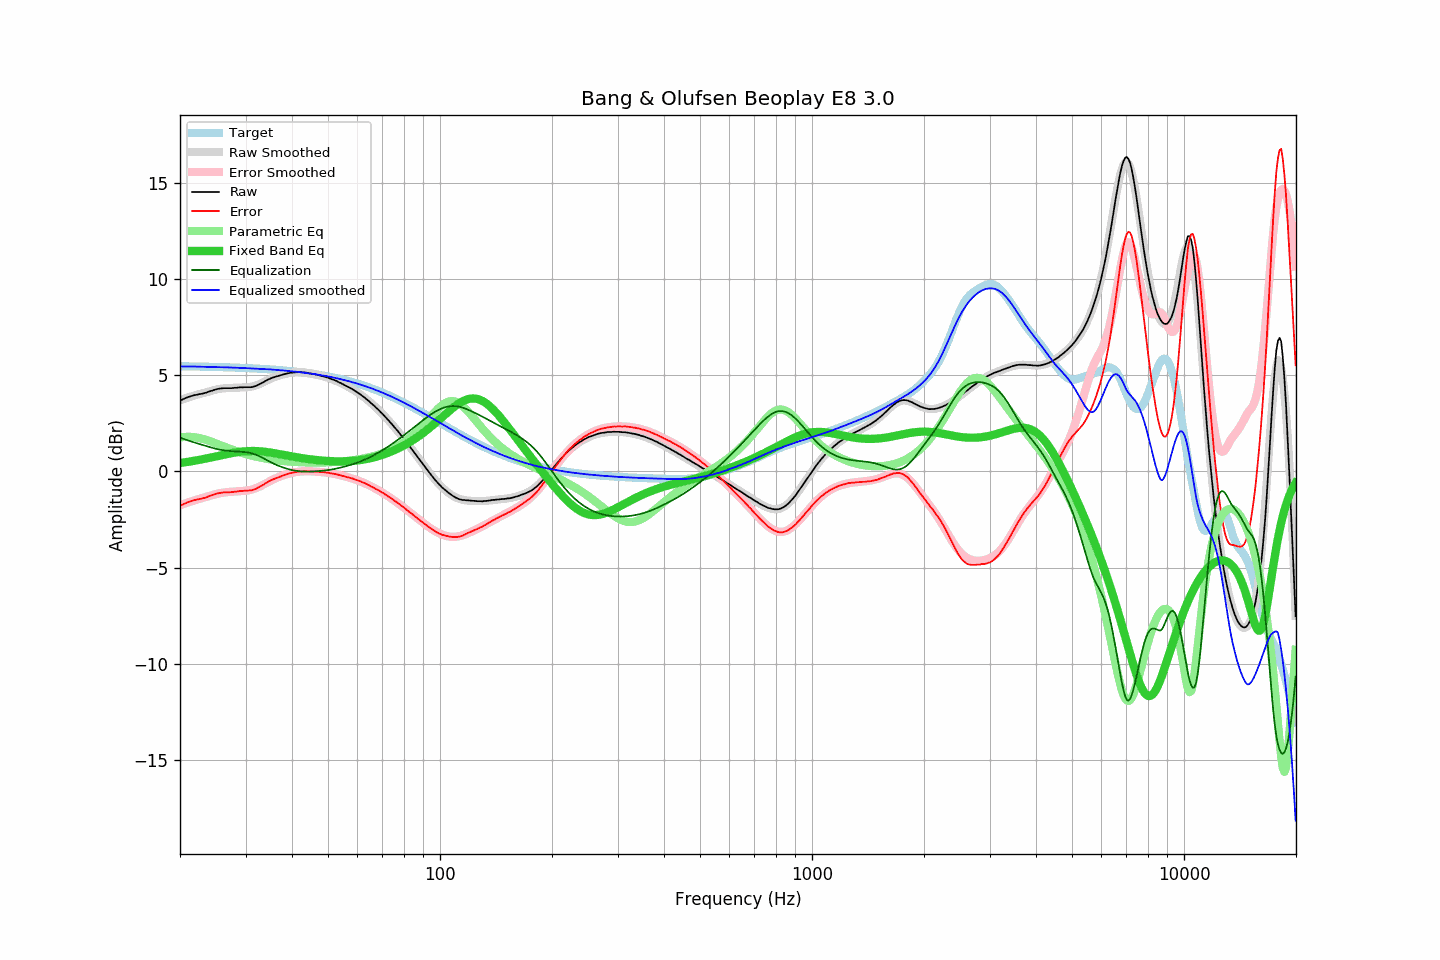 Bang & Olufsen Beoplay E8 3.0
Target
Raw Smoothed
Error Smoothed
Raw
Error
Parametric Eq
Fixed Band Eq
Equalization
Equalized smoothed
15
10
5
0
−5
−10
−15
Amplitude (dBr)
100
1000
10000
Frequency (Hz)